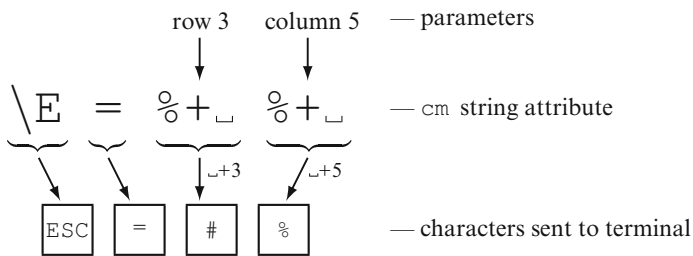 row 3 column 5 — parameters
\E = %+␣ %+␣ — cm string attribute
␣+3 ␣+5
ESC = # % — characters sent to terminal